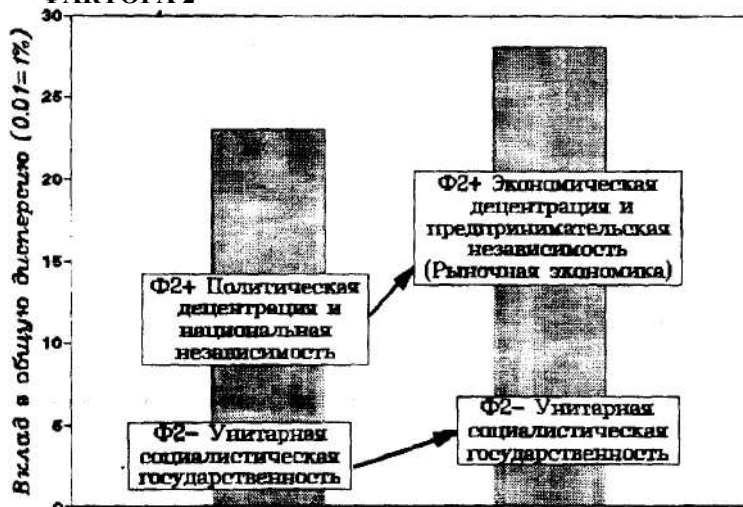 ФАКТОРА 2
Вклад в общую дисперсию (0.01=1%)
30
25
20
15
10
5
0
Ф2+ Экономическая
децентрация и
предпринимательская
независимость
(Рыночная экономика)
Ф2+ Политическая
децентрация и
национальная
независимость
Ф2- Унитарная
социалистическая
государственность
Ф2- Унитарная
социалистическая
государственность